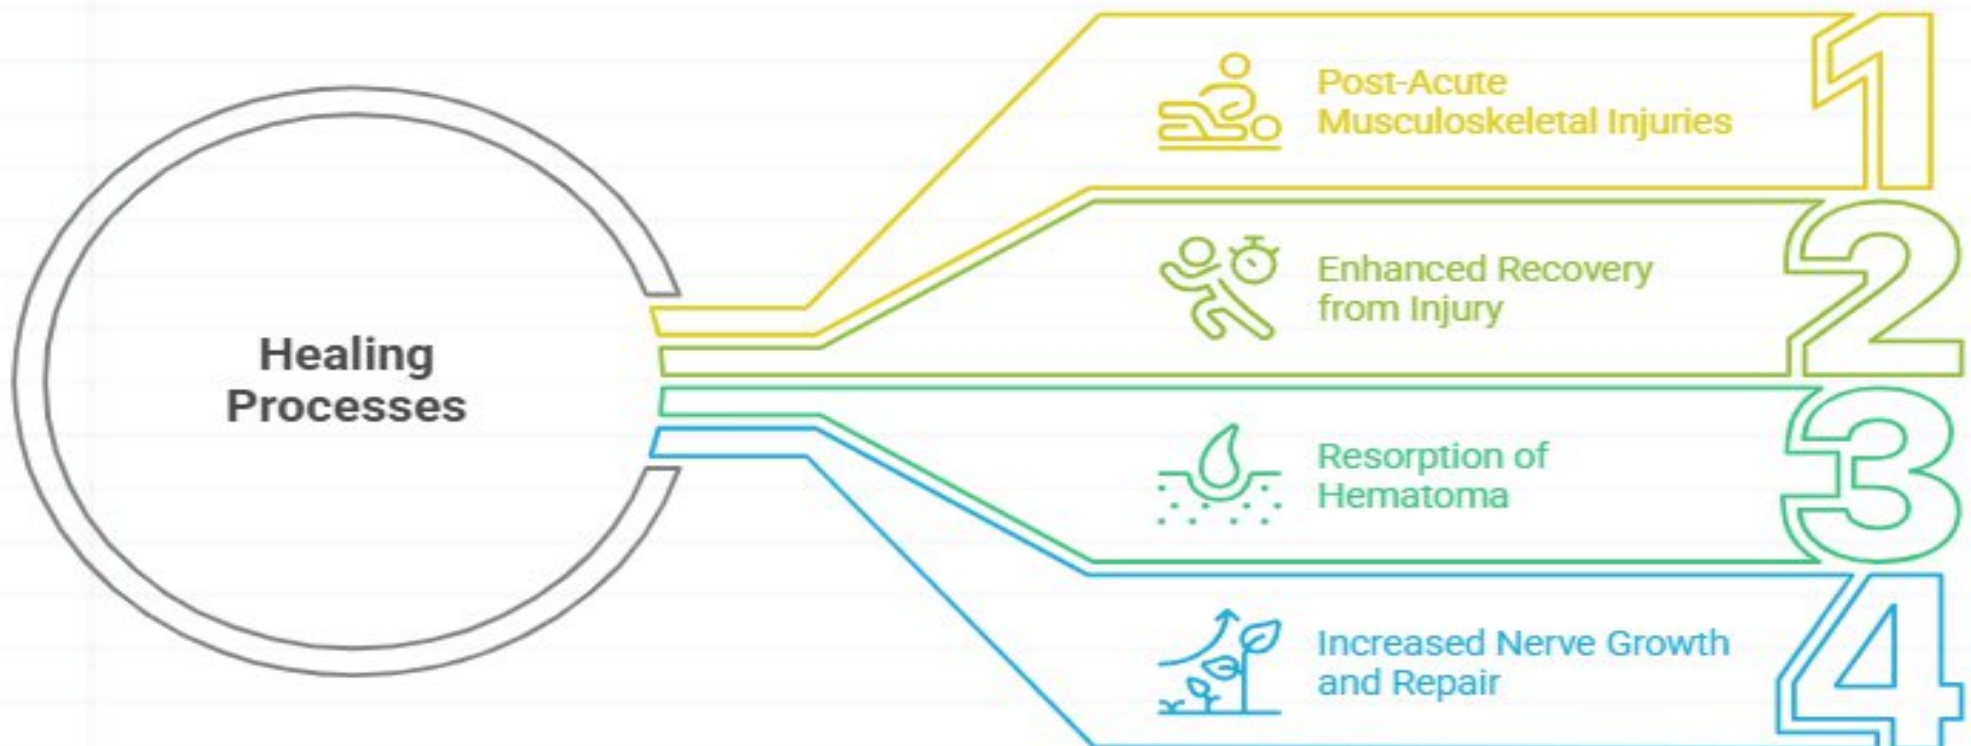 Healing
Processes
Post-Acute
Musculoskeletal Injuries
1
Enhanced Recovery
from Injury
2
Resorption of
Hematoma
3
Increased Nerve Growth
and Repair
4